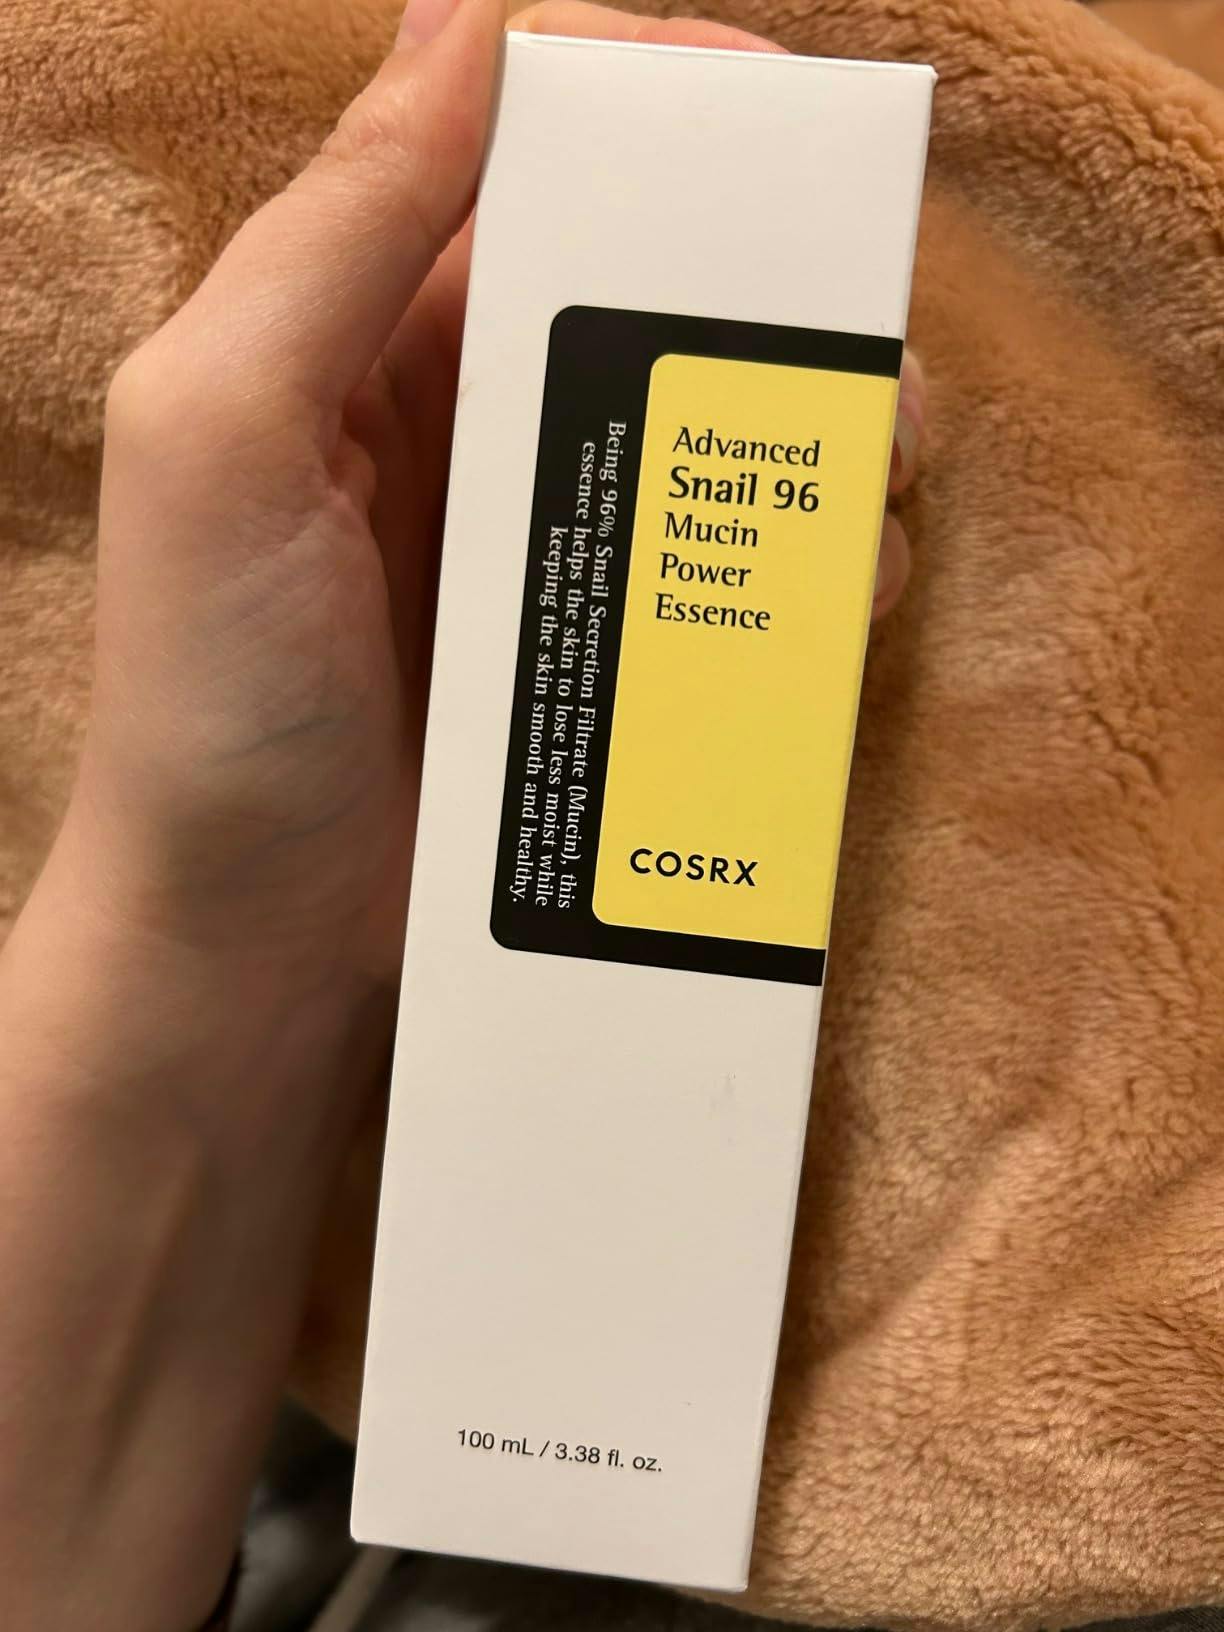 Advanced
Snail 96
Mucin
Power
Essence
COSRX
Being 96% Snail Secretion Filtrate (Mucin), this
essence helps the skin to lose less moist while
keeping the skin smooth and healthy.
100 mL / 3.38 fl. oz.